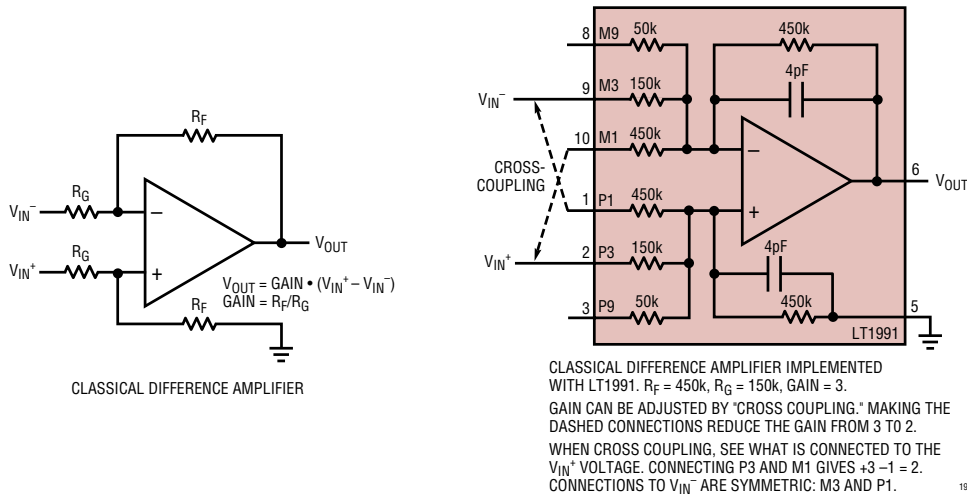 R_F
R_G
V_IN^-
R_G
V_IN^+
V_OUT
V_OUT = GAIN • (V_IN^+ – V_IN^-)
GAIN = R_F/R_G
R_F
–
+
CLASSICAL DIFFERENCE AMPLIFIER
8 M9 50k
450k
4pF
V_IN^- 9 M3 150k
10 M1 450k
–
CROSS-
COUPLING
6 V_OUT
1 P1 450k
+
V_IN^+ 2 P3 150k
4pF
3 P9 50k
450k
5
LT1991
CLASSICAL DIFFERENCE AMPLIFIER IMPLEMENTED
WITH LT1991. R_F = 450k, R_G = 150k, GAIN = 3.
GAIN CAN BE ADJUSTED BY "CROSS COUPLING." MAKING THE
DASHED CONNECTIONS REDUCE THE GAIN FROM 3 TO 2.
WHEN CROSS COUPLING, SEE WHAT IS CONNECTED TO THE
V_IN^+ VOLTAGE. CONNECTING P3 AND M1 GIVES +3 –1 = 2.
CONNECTIONS TO V_IN^- ARE SYMMETRIC: M3 AND P1.